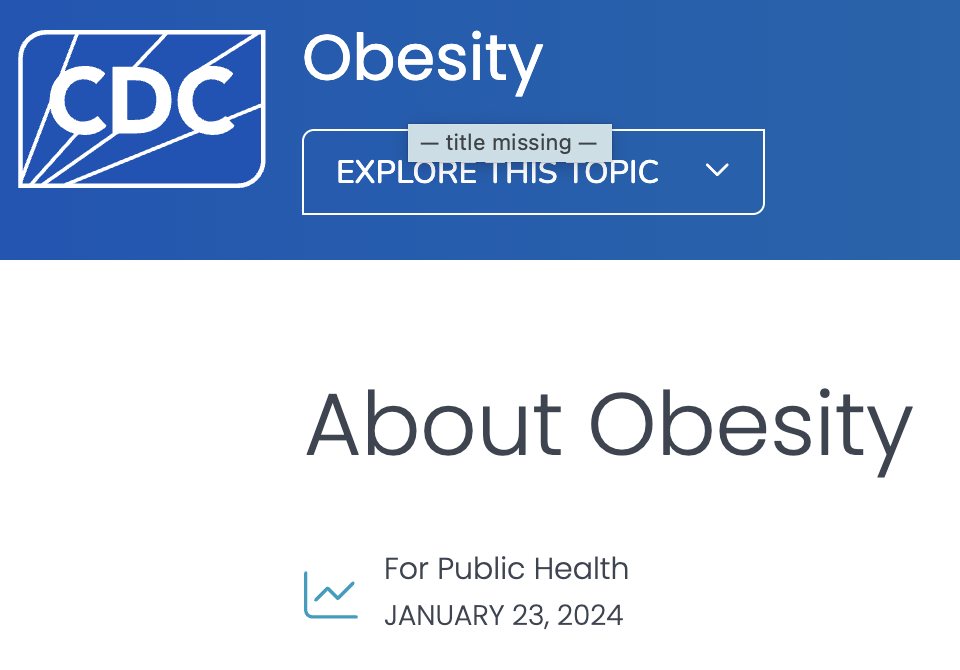 CDC
Obesity
— title missing —
EXPLORE THIS TOPIC
About Obesity
For Public Health
JANUARY 23, 2024